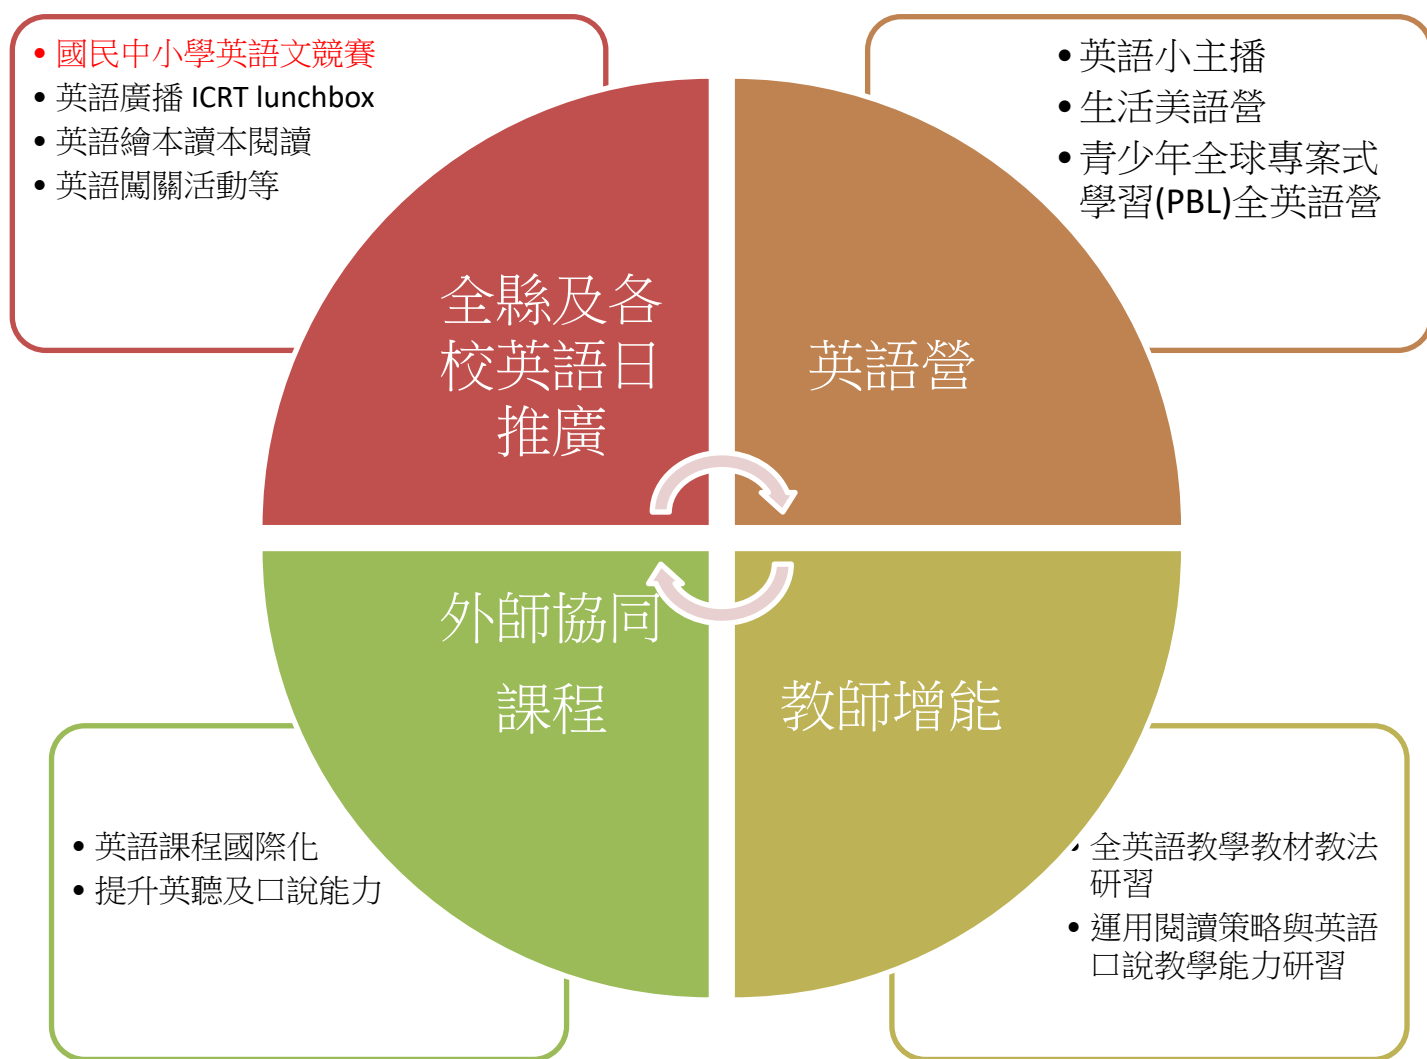 • 國民中小學英語文競賽
• 英語廣播 ICRT lunchbox
• 英語繪本讀本閱讀
• 英語闖關活動等
• 英語小主播
• 生活美語營
• 青少年全球專案式
學習(PBL)全英語營
全縣及各
校英語日
推廣
英語營
外師協同
課程
教師增能
• 英語課程國際化
• 提升英聽及口說能力
• 全英語教學教材教法
研習
• 運用閱讀策略與英語
口說教學能力研習